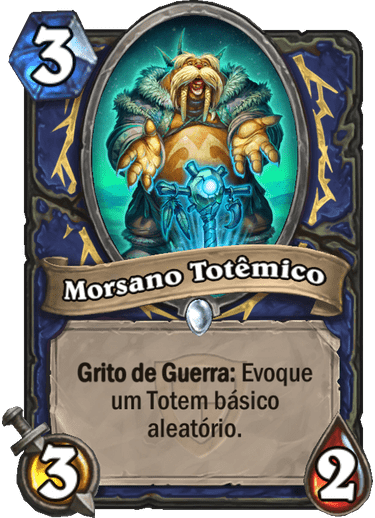 3
Morsano Totêmico
Grito de Guerra: Evoque
um Totem básico
aleatório.
3
2